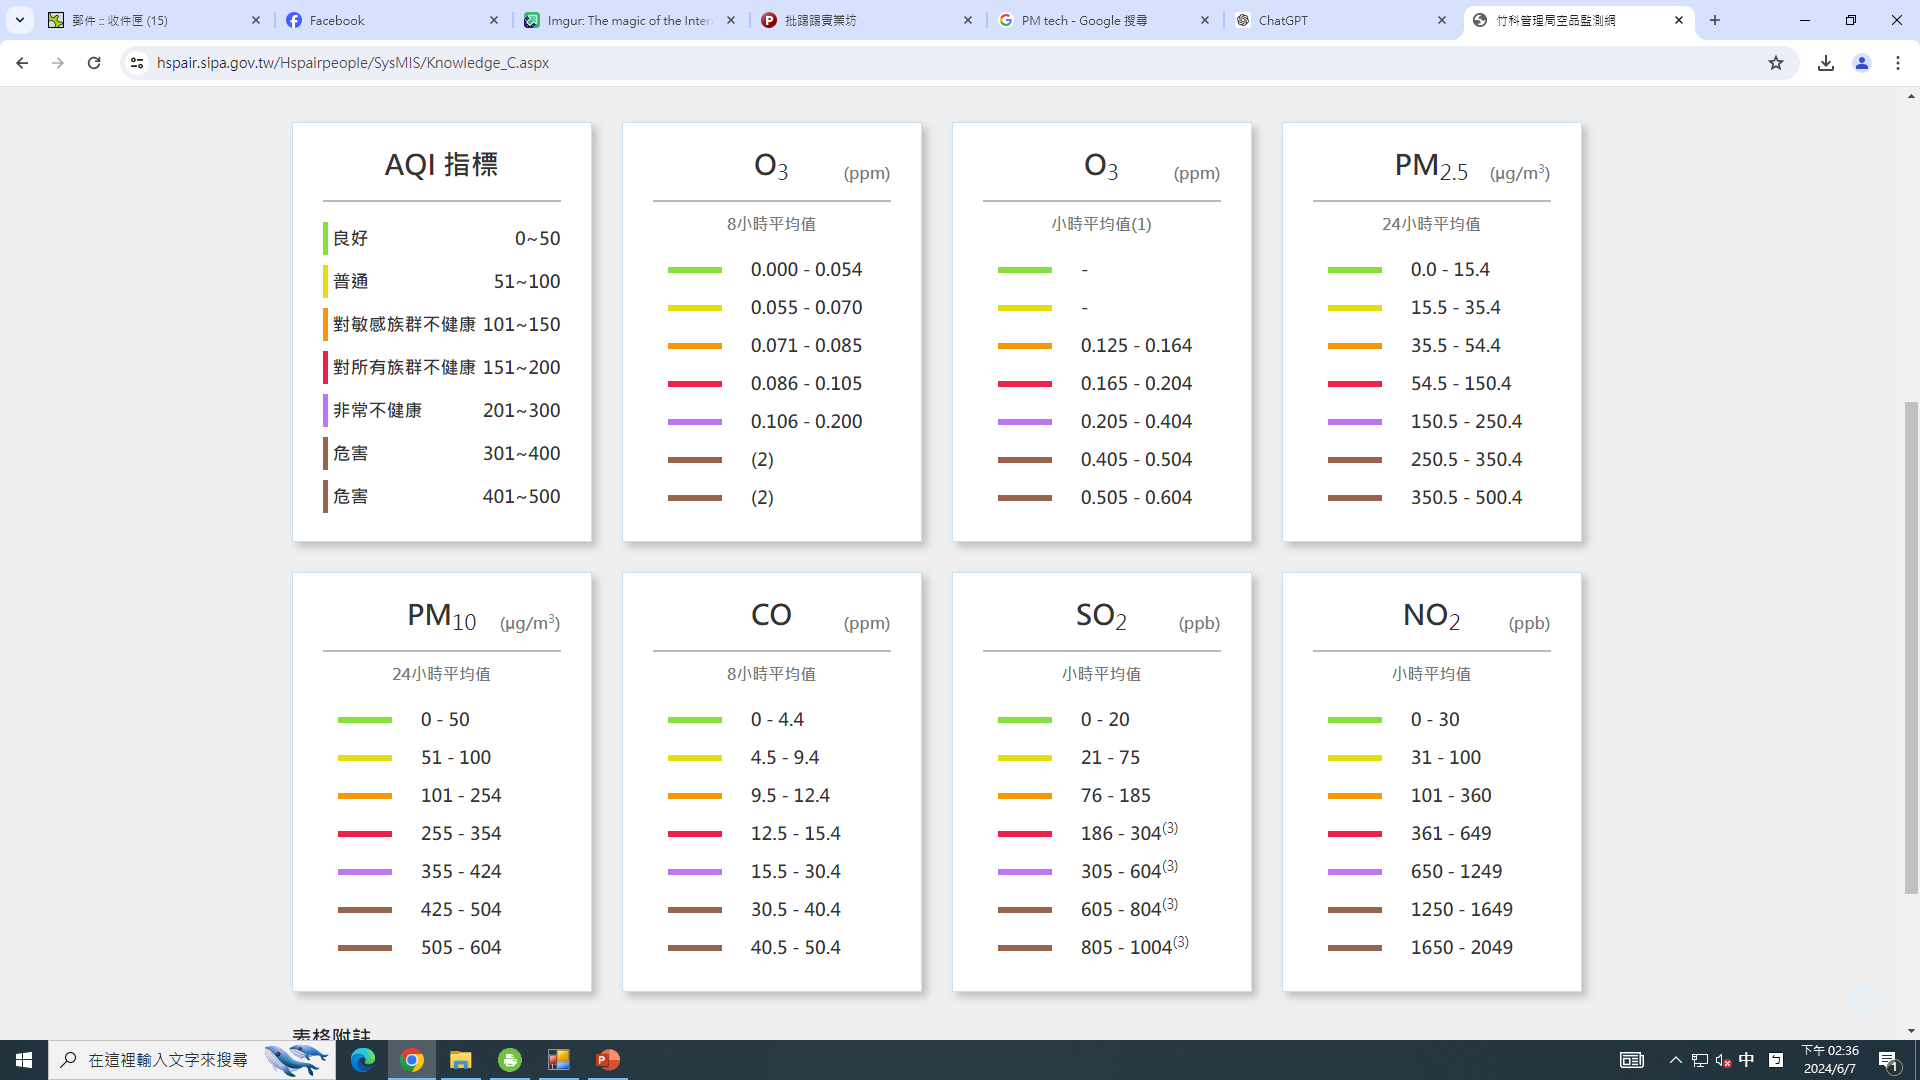 郵件 :: 收件匣 (15)
Facebook
Imgur: The magic of the Inter
批踢踢實業坊
PM tech - Google 搜尋
ChatGPT
竹科管理局空品監測網
hspair.sipa.gov.tw/Hspairpeople/SysMIS/Knowledge_C.aspx
AQI 指標
良好 0~50
普通 51~100
對敏感族群不健康 101~150
對所有族群不健康 151~200
非常不健康 201~300
危害 301~400
危害 401~500
O3 (ppm)
8小時平均值
0.000 - 0.054
0.055 - 0.070
0.071 - 0.085
0.086 - 0.105
0.106 - 0.200
(2)
(2)
O3 (ppm)
小時平均值(1)
-
-
0.125 - 0.164
0.165 - 0.204
0.205 - 0.404
0.405 - 0.504
0.505 - 0.604
PM2.5 (μg/m3)
24小時平均值
0.0 - 15.4
15.5 - 35.4
35.5 - 54.4
54.5 - 150.4
150.5 - 250.4
250.5 - 350.4
350.5 - 500.4
PM10 (μg/m3)
24小時平均值
0 - 50
51 - 100
101 - 254
255 - 354
355 - 424
425 - 504
505 - 604
CO (ppm)
8小時平均值
0 - 4.4
4.5 - 9.4
9.5 - 12.4
12.5 - 15.4
15.5 - 30.4
30.5 - 40.4
40.5 - 50.4
SO2 (ppb)
小時平均值
0 - 20
21 - 75
76 - 185
186 - 304(3)
305 - 604(3)
605 - 804(3)
805 - 1004(3)
NO2 (ppb)
小時平均值
0 - 30
31 - 100
101 - 360
361 - 649
650 - 1249
1250 - 1649
1650 - 2049
表格附註
在這裡輸入文字來搜尋
中
下午 02:36
2024/6/7
1